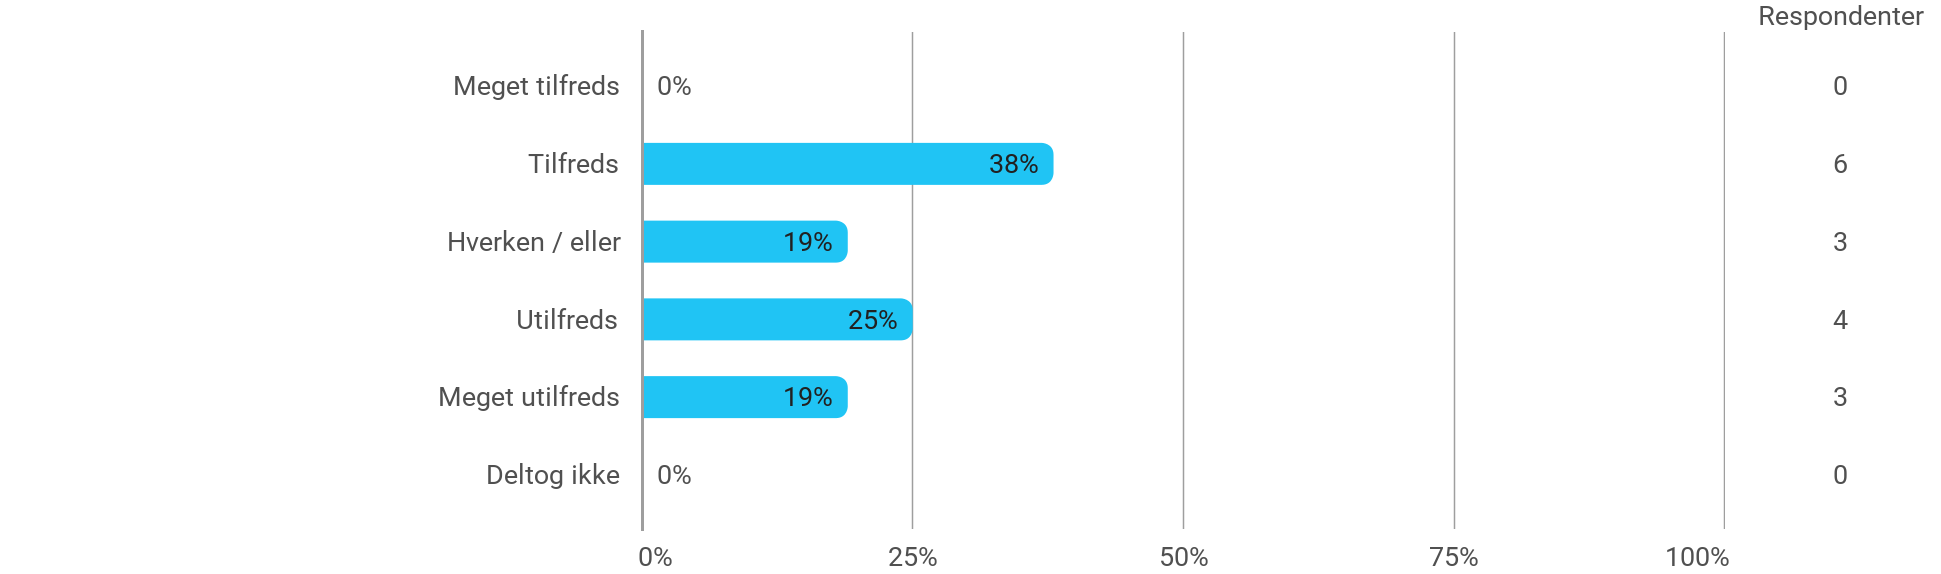 Respondenter
Meget tilfreds 0% 0
Tilfreds 38% 6
Hverken / eller 19% 3
Utilfreds 25% 4
Meget utilfreds 19% 3
Deltog ikke 0% 0
0% 25% 50% 75% 100%